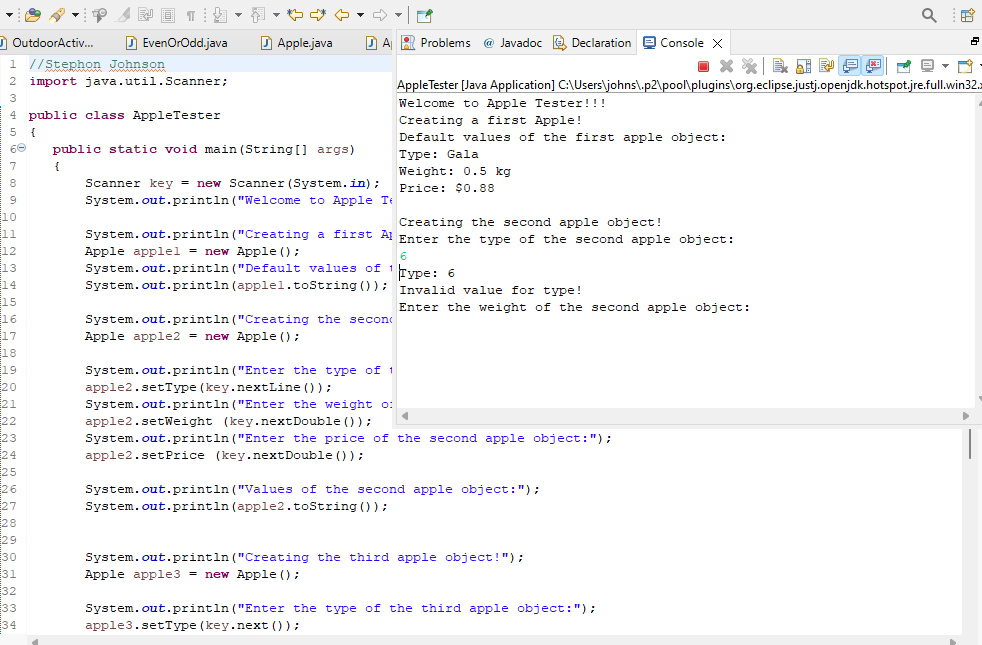 OutdoorActiv...
EvenOrOdd.java
Apple.java
Problems
@ Javadoc
Declaration
Console
AppleTester [Java Application] C:\Users\johns\.p2\pool\plugins\org.eclipse.justj.openjdk.hotspot.jre.full.win32.
1 //Stephon Johnson
2 import java.util.Scanner;
3
4 public class AppleTester
5 {
6 public static void main(String[] args)
7 {
8 Scanner key = new Scanner(System.in);
9 System.out.println("Welcome to Apple Te
10
11 System.out.println("Creating a first Ap
12 Apple apple1 = new Apple();
13 System.out.println("Default values of t
14 System.out.println(apple1.toString());
15
16 System.out.println("Creating the second
17 Apple apple2 = new Apple();
18
19 System.out.println("Enter the type of t
20 apple2.setType(key.nextLine());
21 System.out.println("Enter the weight o
22 apple2.setWeight (key.nextDouble());
23 System.out.println("Enter the price of the second apple object:");
24 apple2.setPrice (key.nextDouble());
25
26 System.out.println("Values of the second apple object:");
27 System.out.println(apple2.toString());
28
29
30 System.out.println("Creating the third apple object!");
31 Apple apple3 = new Apple();
32
33 System.out.println("Enter the type of the third apple object:");
34 apple3.setType(key.next());
Welcome to Apple Tester!!!
Creating a first Apple!
Default values of the first apple object:
Type: Gala
Weight: 0.5 kg
Price: $0.88
Creating the second apple object!
Enter the type of the second apple object:
6
Type: 6
Invalid value for type!
Enter the weight of the second apple object: